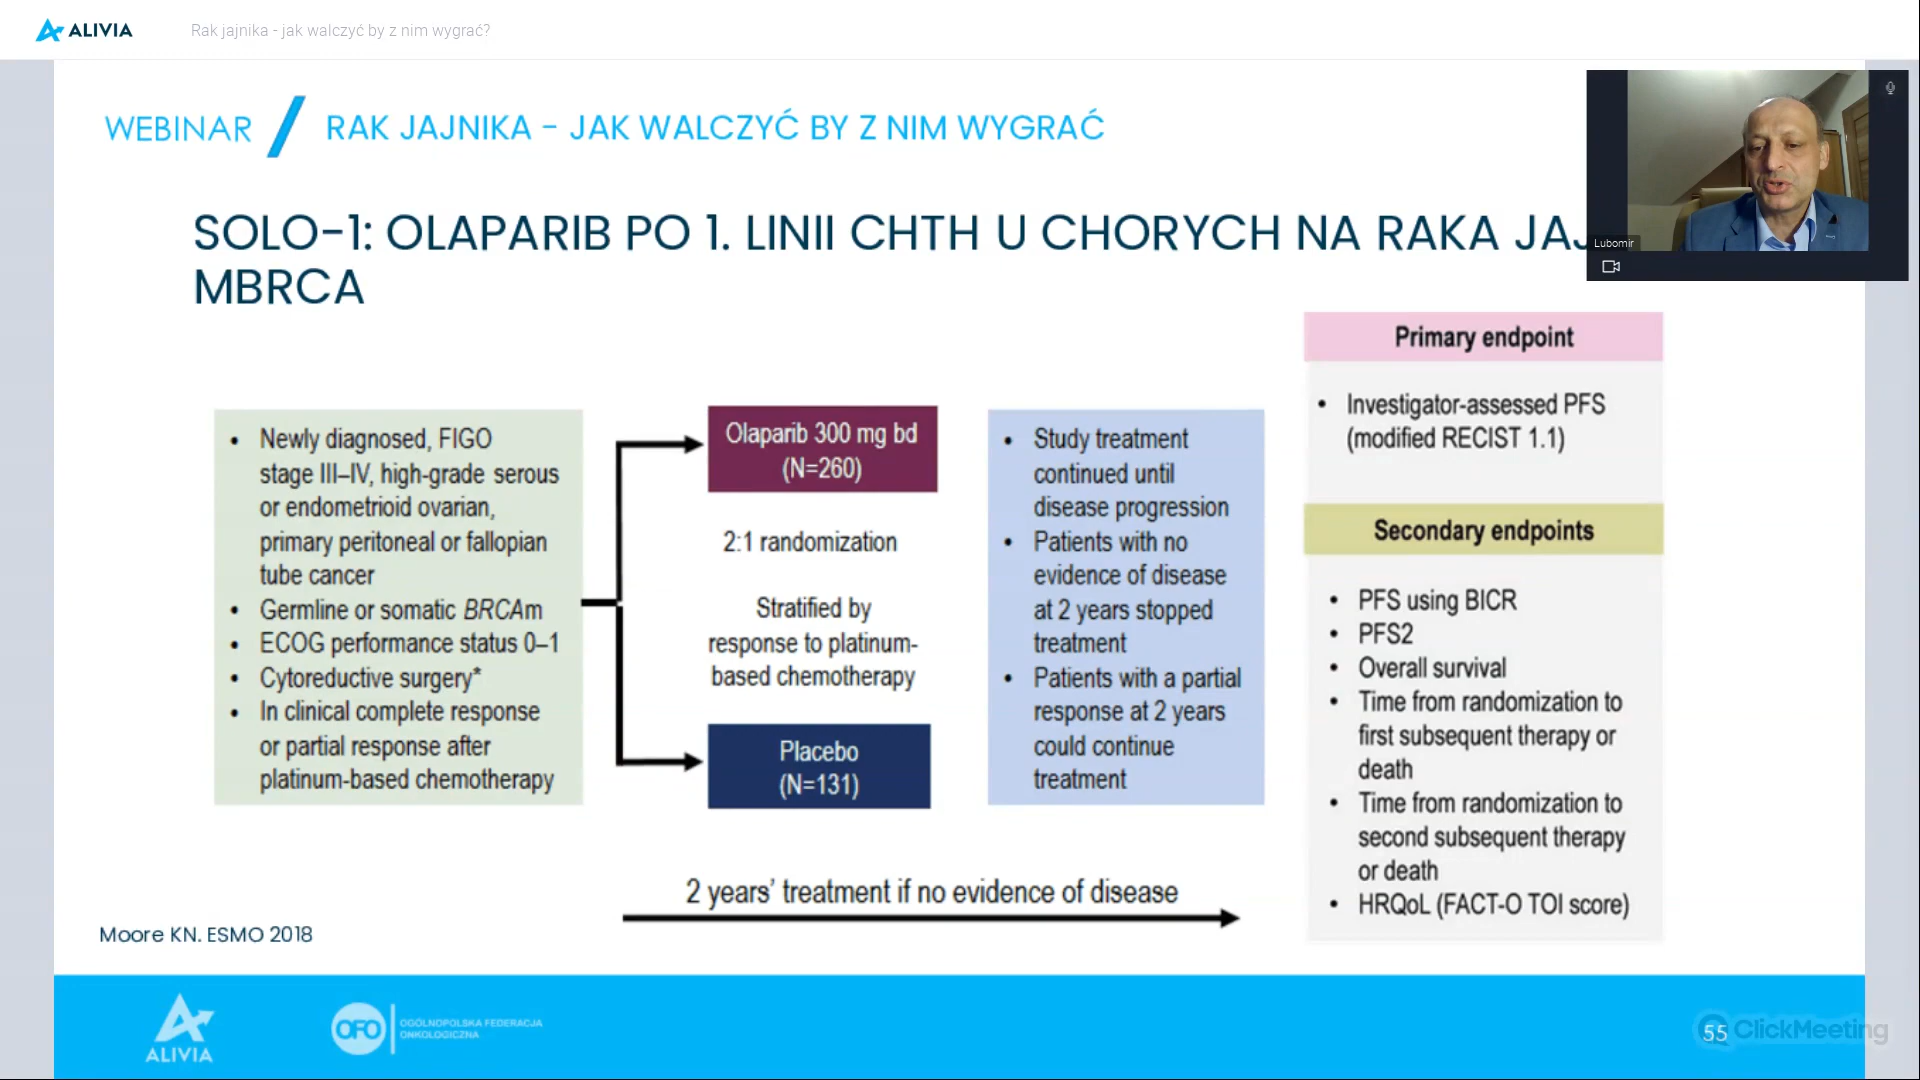 ALIVIA
Rak jajnika - jak walczyć by z nim wygrać?
WEBINAR / RAK JAJNIKA - JAK WALCZYĆ BY Z NIM WYGRAĆ
Lubomir
SOLO-1: OLAPARIB PO 1. LINII CHTH U CHORYCH NA RAKA JAJ
MBRCA
• Newly diagnosed, FIGO
stage III–IV, high-grade serous
or endometrioid ovarian,
primary peritoneal or fallopian
tube cancer
• Germline or somatic BRCAm
• ECOG performance status 0–1
• Cytoreductive surgery*
• In clinical complete response
or partial response after
platinum-based chemotherapy
Olaparib 300 mg bd
(N=260)
2:1 randomization
Stratified by
response to platinum-
based chemotherapy
Placebo
(N=131)
• Study treatment
continued until
disease progression
• Patients with no
evidence of disease
at 2 years stopped
treatment
• Patients with a partial
response at 2 years
could continue
treatment
2 years’ treatment if no evidence of disease
Primary endpoint
• Investigator-assessed PFS
(modified RECIST 1.1)
Secondary endpoints
• PFS using BICR
• PFS2
• Overall survival
• Time from randomization to
first subsequent therapy or
death
• Time from randomization to
second subsequent therapy
or death
• HRQoL (FACT-O TOI score)
Moore KN. ESMO 2018
ALIVIA
OFO
OGÓLNOPOLSKA FEDERACJA
ONKOLOGICZNA
55
ClickMeeting